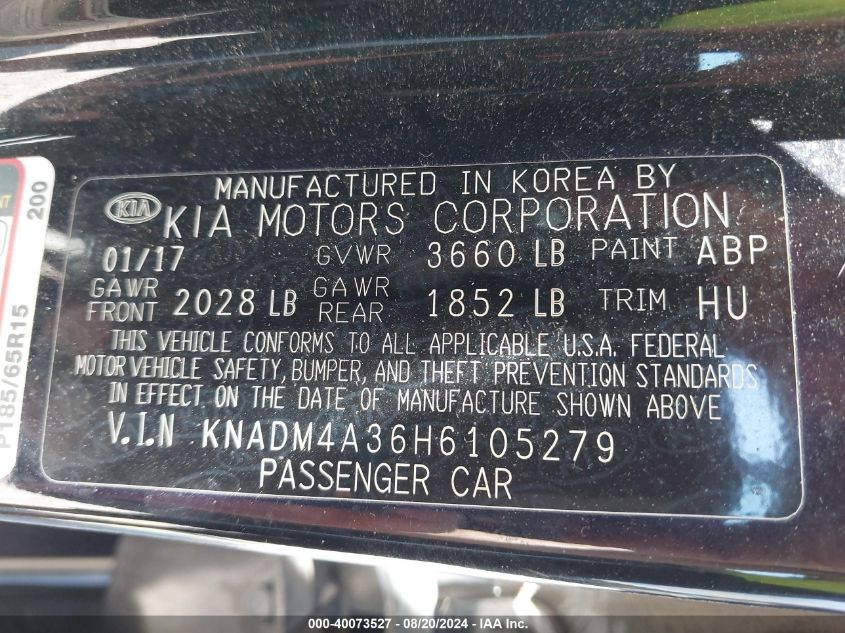 MANUFACTURED IN KOREA BY
KIA KIA MOTORS CORPORATION
01/17 GVWR 3660 LB PAINT ABP
GAWR FRONT 2028 LB GAWR REAR 1852 LB TRIM HU
THIS VEHICLE CONFORMS TO ALL APPLICABLE U.S.A. FEDERAL
MOTOR VEHICLE SAFETY, BUMPER, AND THEFT PREVENTION STANDARDS
IN EFFECT ON THE DATE OF MANUFACTURE SHOWN ABOVE
V.I.N KNADM4A36H6105279
PASSENGER CAR
200
P185/65R15
000-40073527 - 08/20/2024 - IAA Inc.